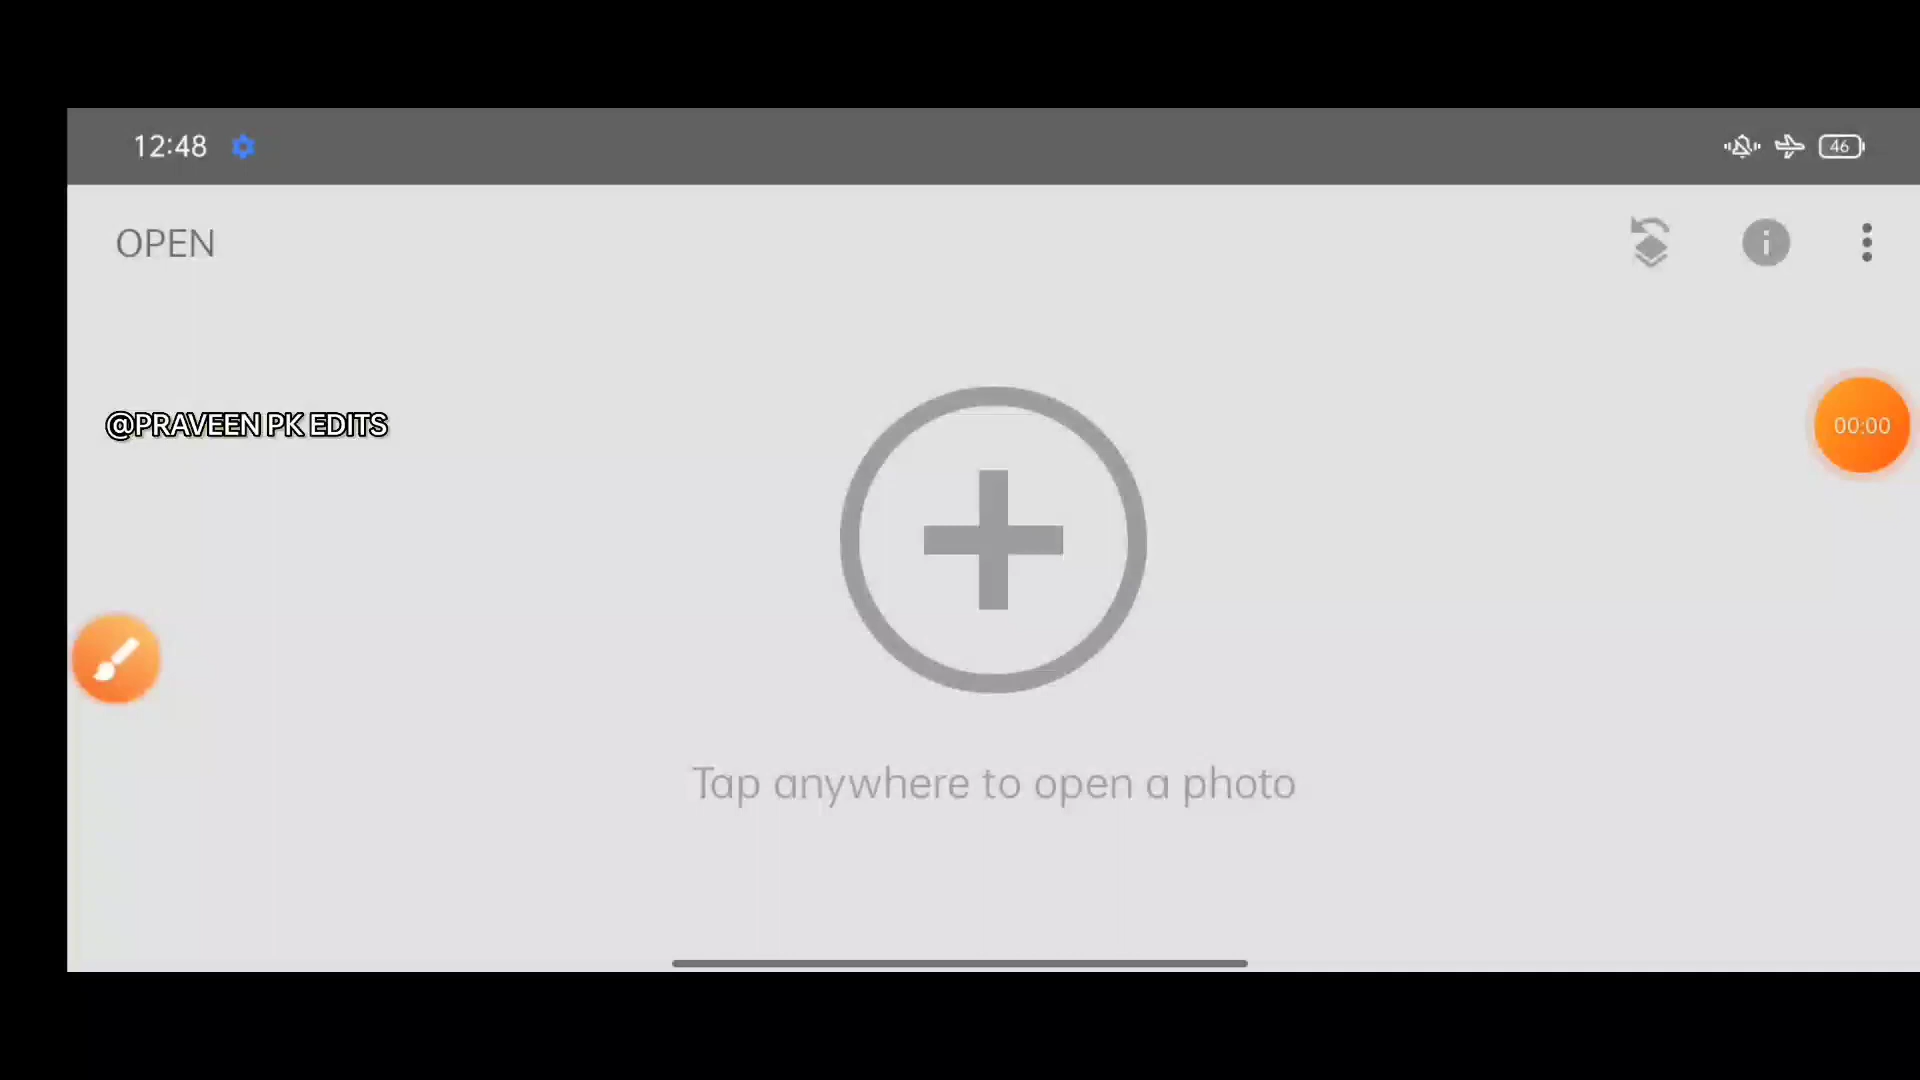 12:48
46
OPEN
@PRAVEEN PK EDITS
00:00
Tap anywhere to open a photo